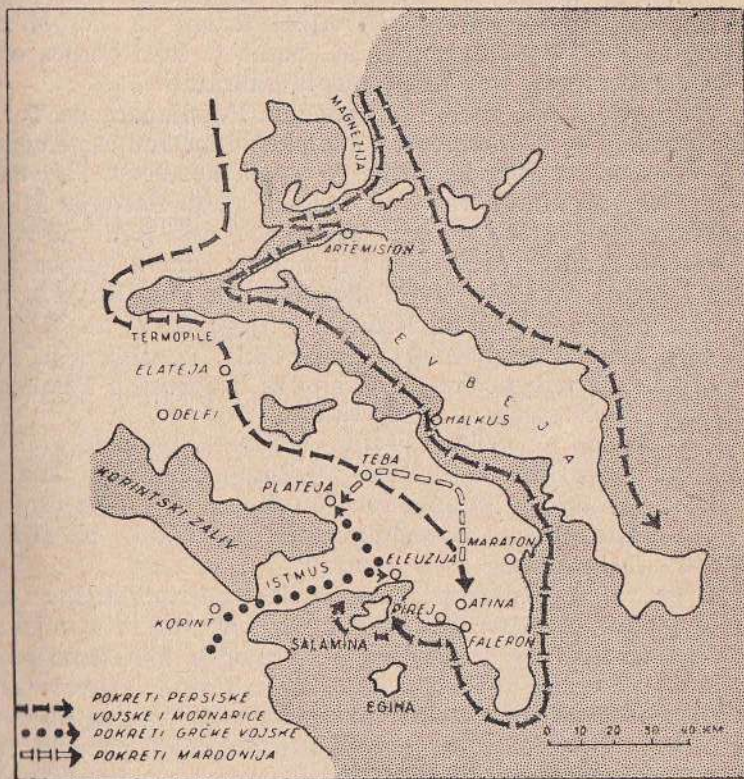 MAGNEZIJA
ARTEMISION
TERMOPILE
ELATEJA
EVBEJA
DELFI
HALKUS
TEBA
PLATEJA
KORINTSKI ZALIV
MARATON
ELEUZIJA
ISTMUS
ATINA
PIREJ
KORINT
FALERON
SALAMINA
EGINA
POKRETI PERSISKE
VOJSKE I MORNARICE
POKRETI GRČKE VOJSKE
POKRETI MARDONIJA
0 10 20 30 40 KM